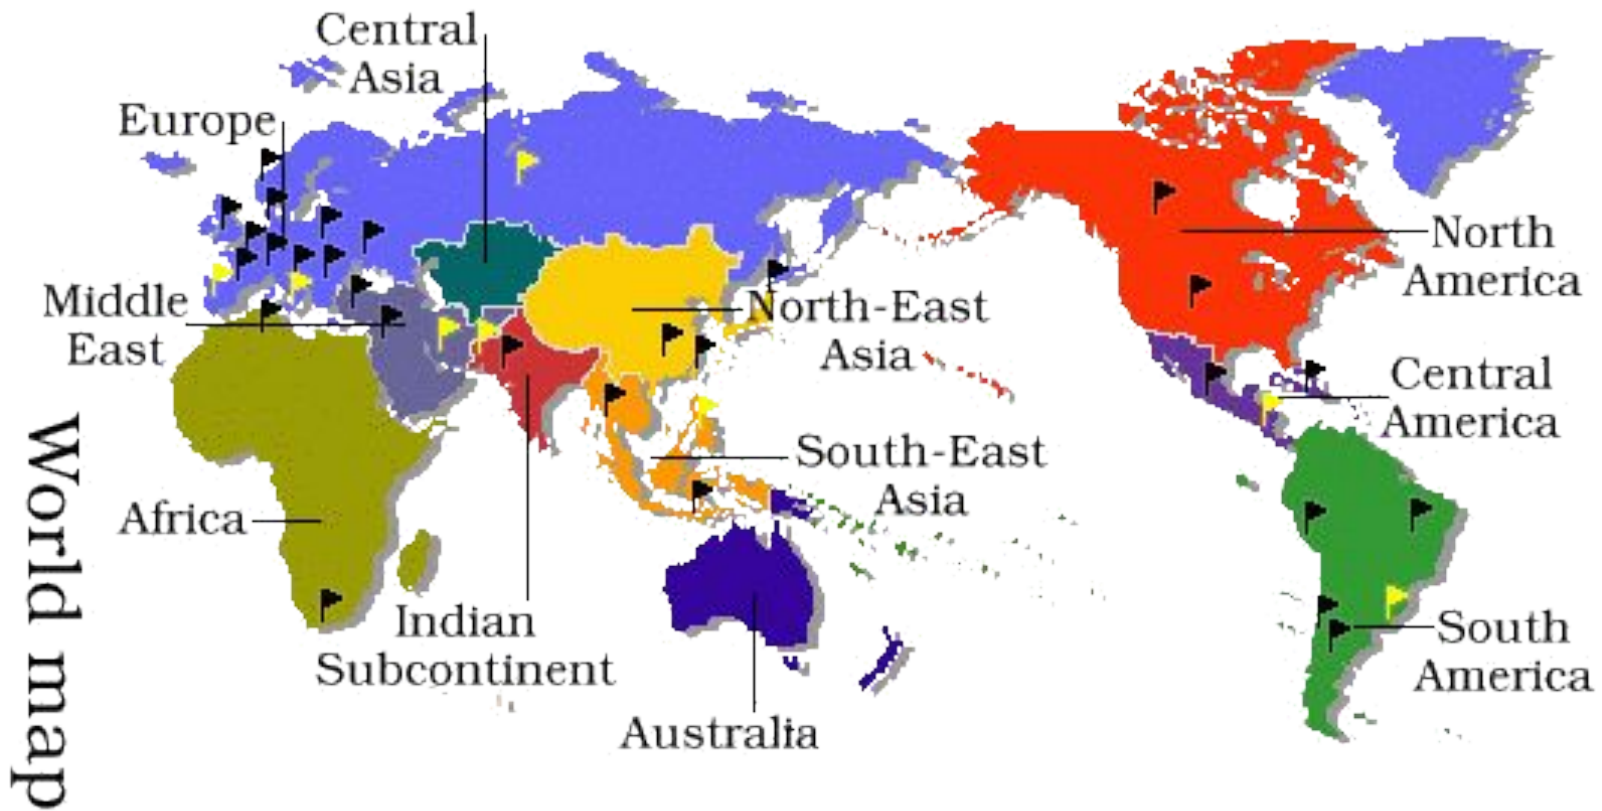 Central
Asia
Europe
Middle
East
North-East
Asia
North
America
Central
America
South-East
Asia
Africa
Indian
Subcontinent
Australia
South
America
World map